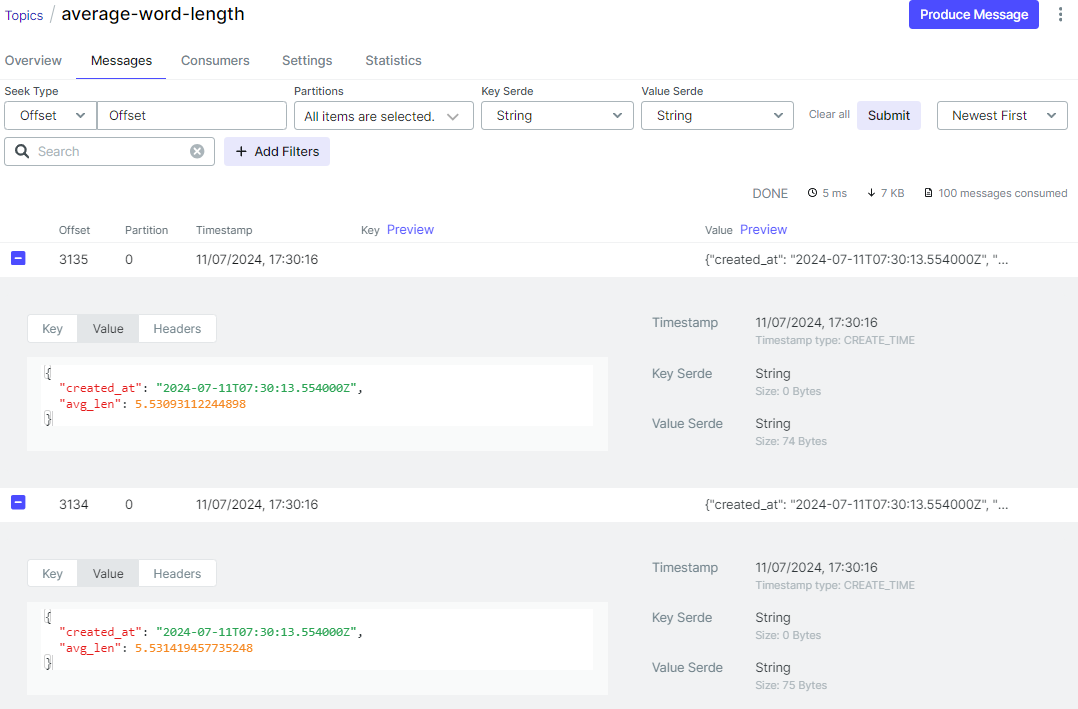 Topics / average-word-length Produce Message
Overview Messages Consumers Settings Statistics
Seek Type Partitions Key Serde Value Serde
Offset Offset All items are selected. String String Clear all Submit Newest First
Search + Add Filters
DONE 5 ms 7 KB 100 messages consumed
Offset Partition Timestamp Key Preview Value Preview
3135 0 11/07/2024, 17:30:16 {"created_at": "2024-07-11T07:30:13.554000Z", "...
Key Value Headers
{
"created_at": "2024-07-11T07:30:13.554000Z",
"avg_len": 5.53093112244898
}
Timestamp 11/07/2024, 17:30:16
Timestamp type: CREATE_TIME
Key Serde String
Size: 0 Bytes
Value Serde String
Size: 74 Bytes
3134 0 11/07/2024, 17:30:16 {"created_at": "2024-07-11T07:30:13.554000Z", "...
Key Value Headers
{
"created_at": "2024-07-11T07:30:13.554000Z",
"avg_len": 5.531419457735248
}
Timestamp 11/07/2024, 17:30:16
Timestamp type: CREATE_TIME
Key Serde String
Size: 0 Bytes
Value Serde String
Size: 75 Bytes